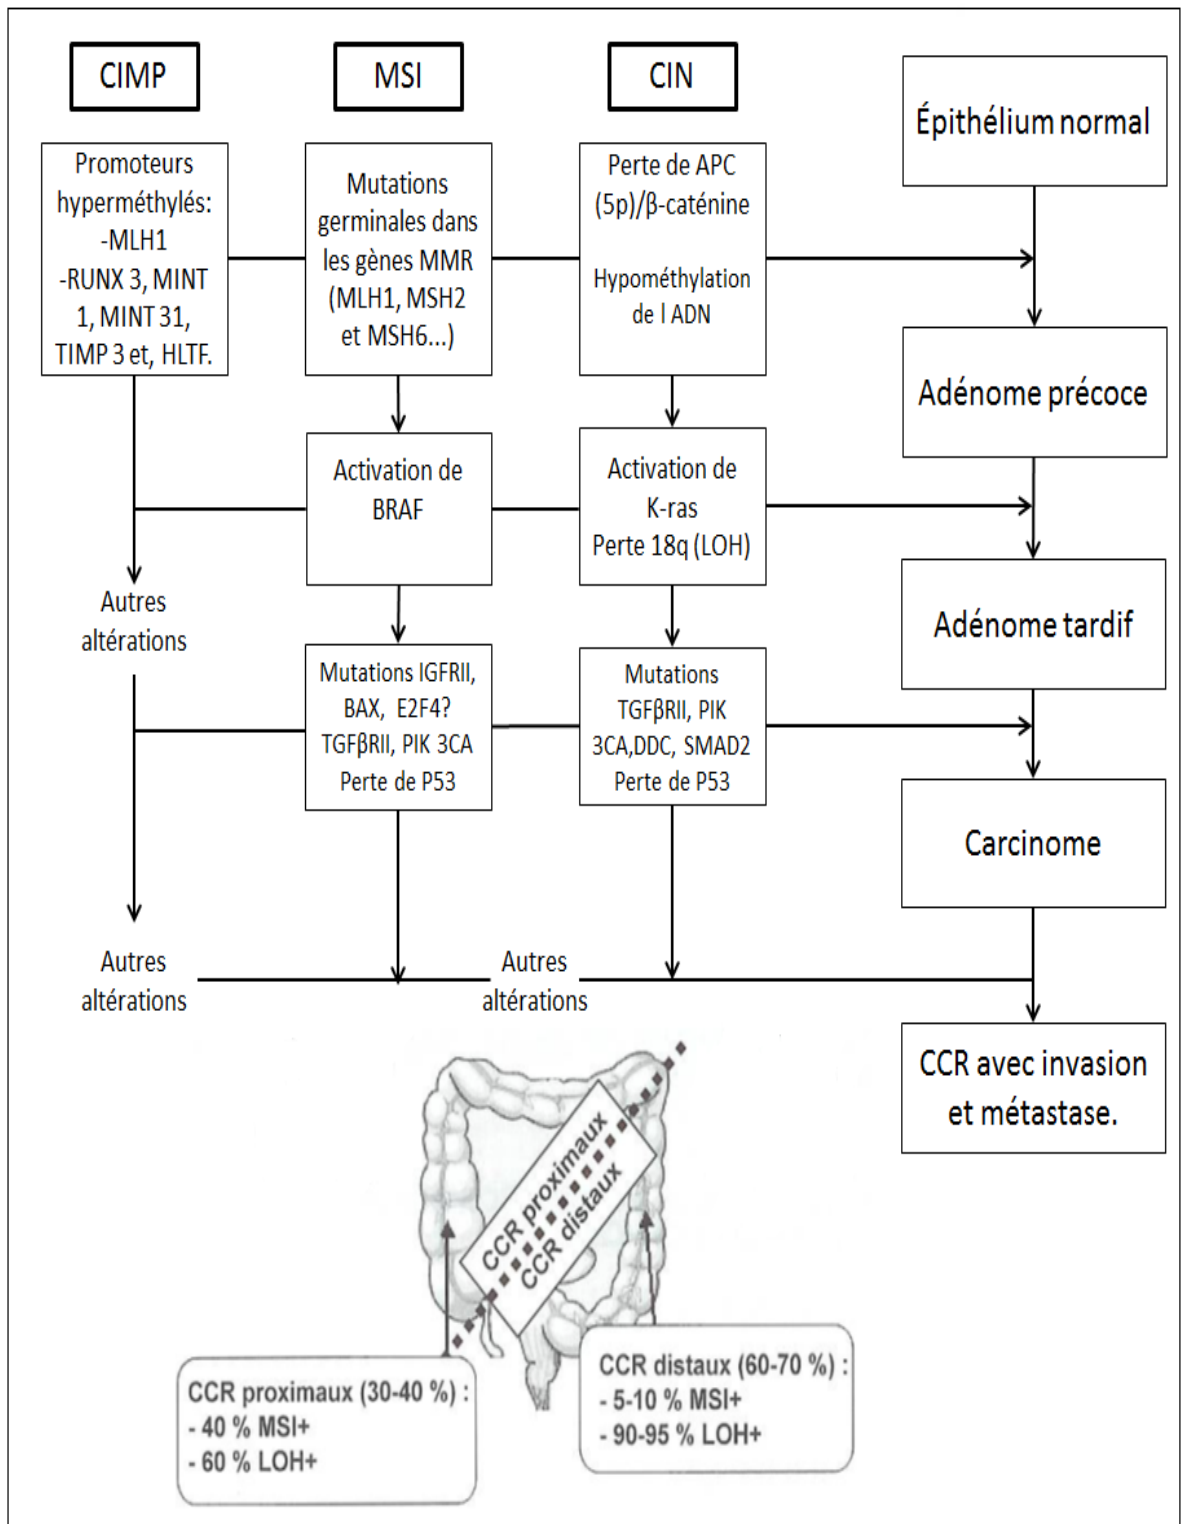 CIMP
MSI
CIN
Épithélium normal
Promoteurs
hyperméthylés:
-MLH1
-RUNX 3, MINT
1, MINT 31,
TIMP 3 et, HLTF.
Mutations
germinales dans
les gènes MMR
(MLH1, MSH2
et MSH6...)
Perte de APC
(5p)/β-caténine
Hypométhylation
de l ADN
Adénome précoce
Activation de
BRAF
Activation de
K-ras
Perte 18q (LOH)
Autres
altérations
Adénome tardif
Mutations IGFRII,
BAX, E2F4?
TGFβRII, PIK 3CA
Perte de P53
Mutations
TGFβRII, PIK
3CA,DDC, SMAD2
Perte de P53
Carcinome
Autres
altérations
Autres
altérations
CCR avec invasion
et métastase.
CCR proximaux
CCR distaux
CCR proximaux (30-40 %) :
- 40 % MSI+
- 60 % LOH+
CCR distaux (60-70 %) :
- 5-10 % MSI+
- 90-95 % LOH+